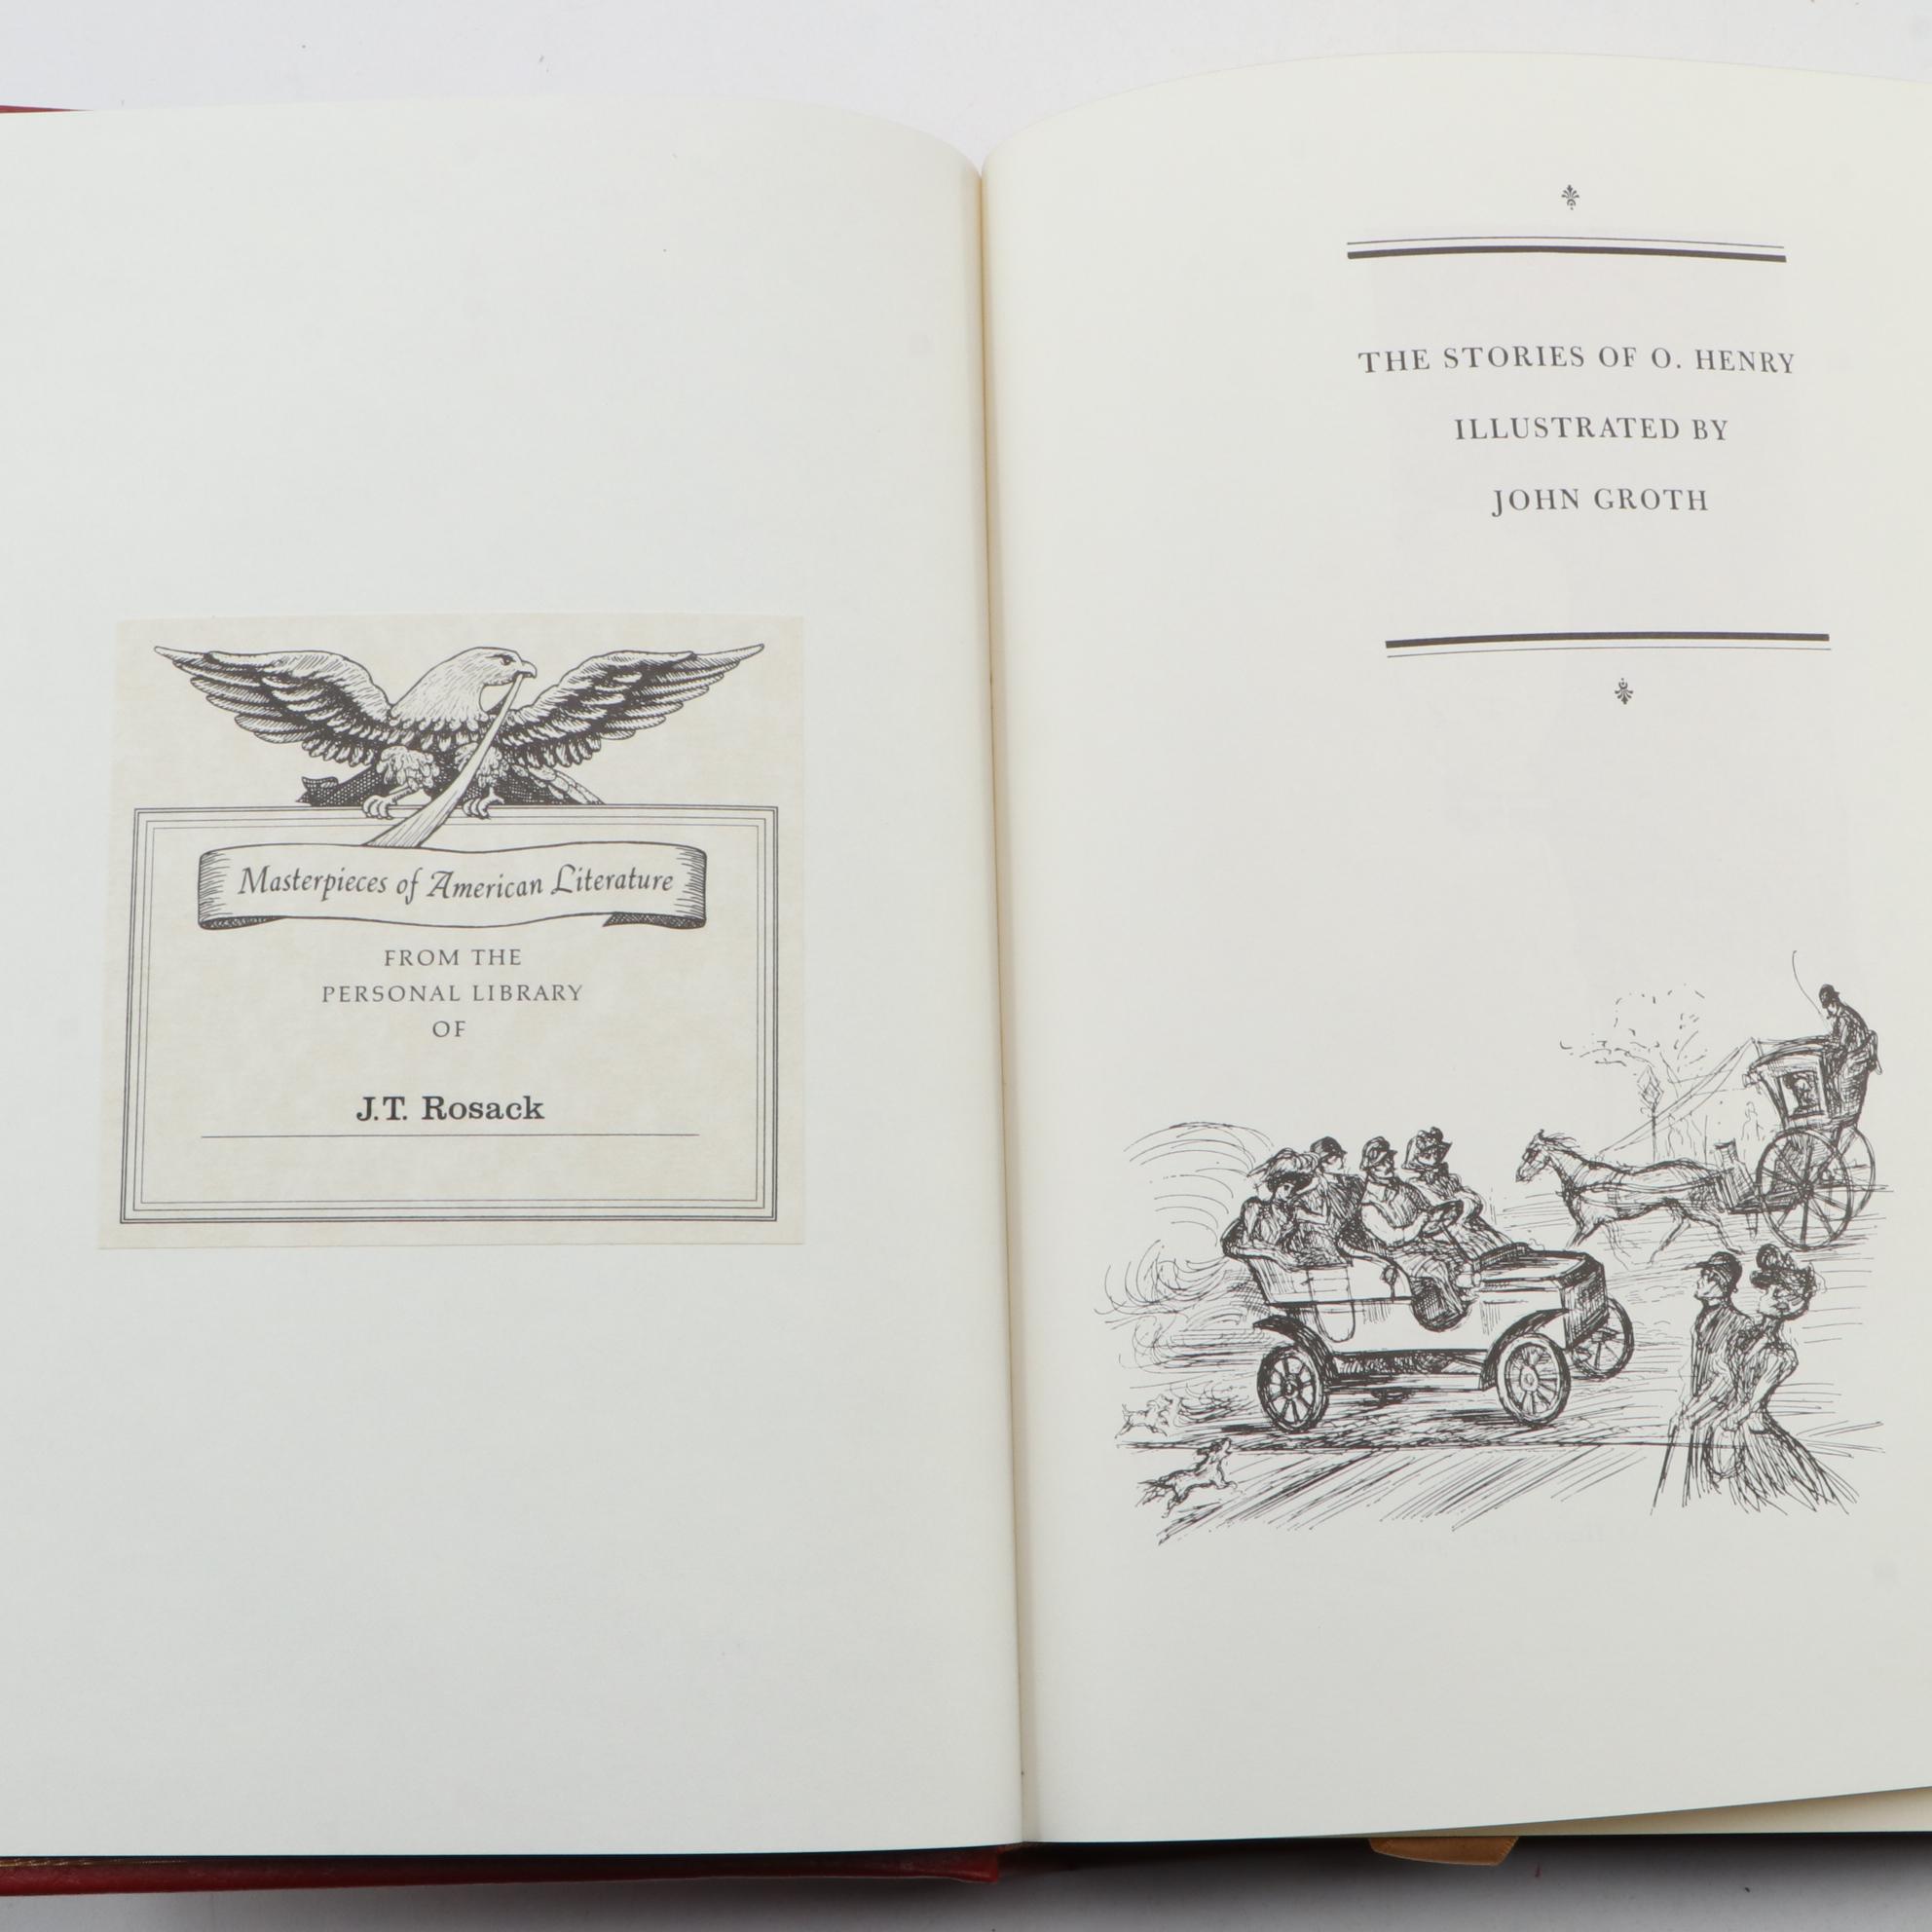 Masterpieces of American Literature
FROM THE
PERSONAL LIBRARY
OF
J.T. Rosack
THE STORIES OF O. HENRY
ILLUSTRATED BY
JOHN GROTH